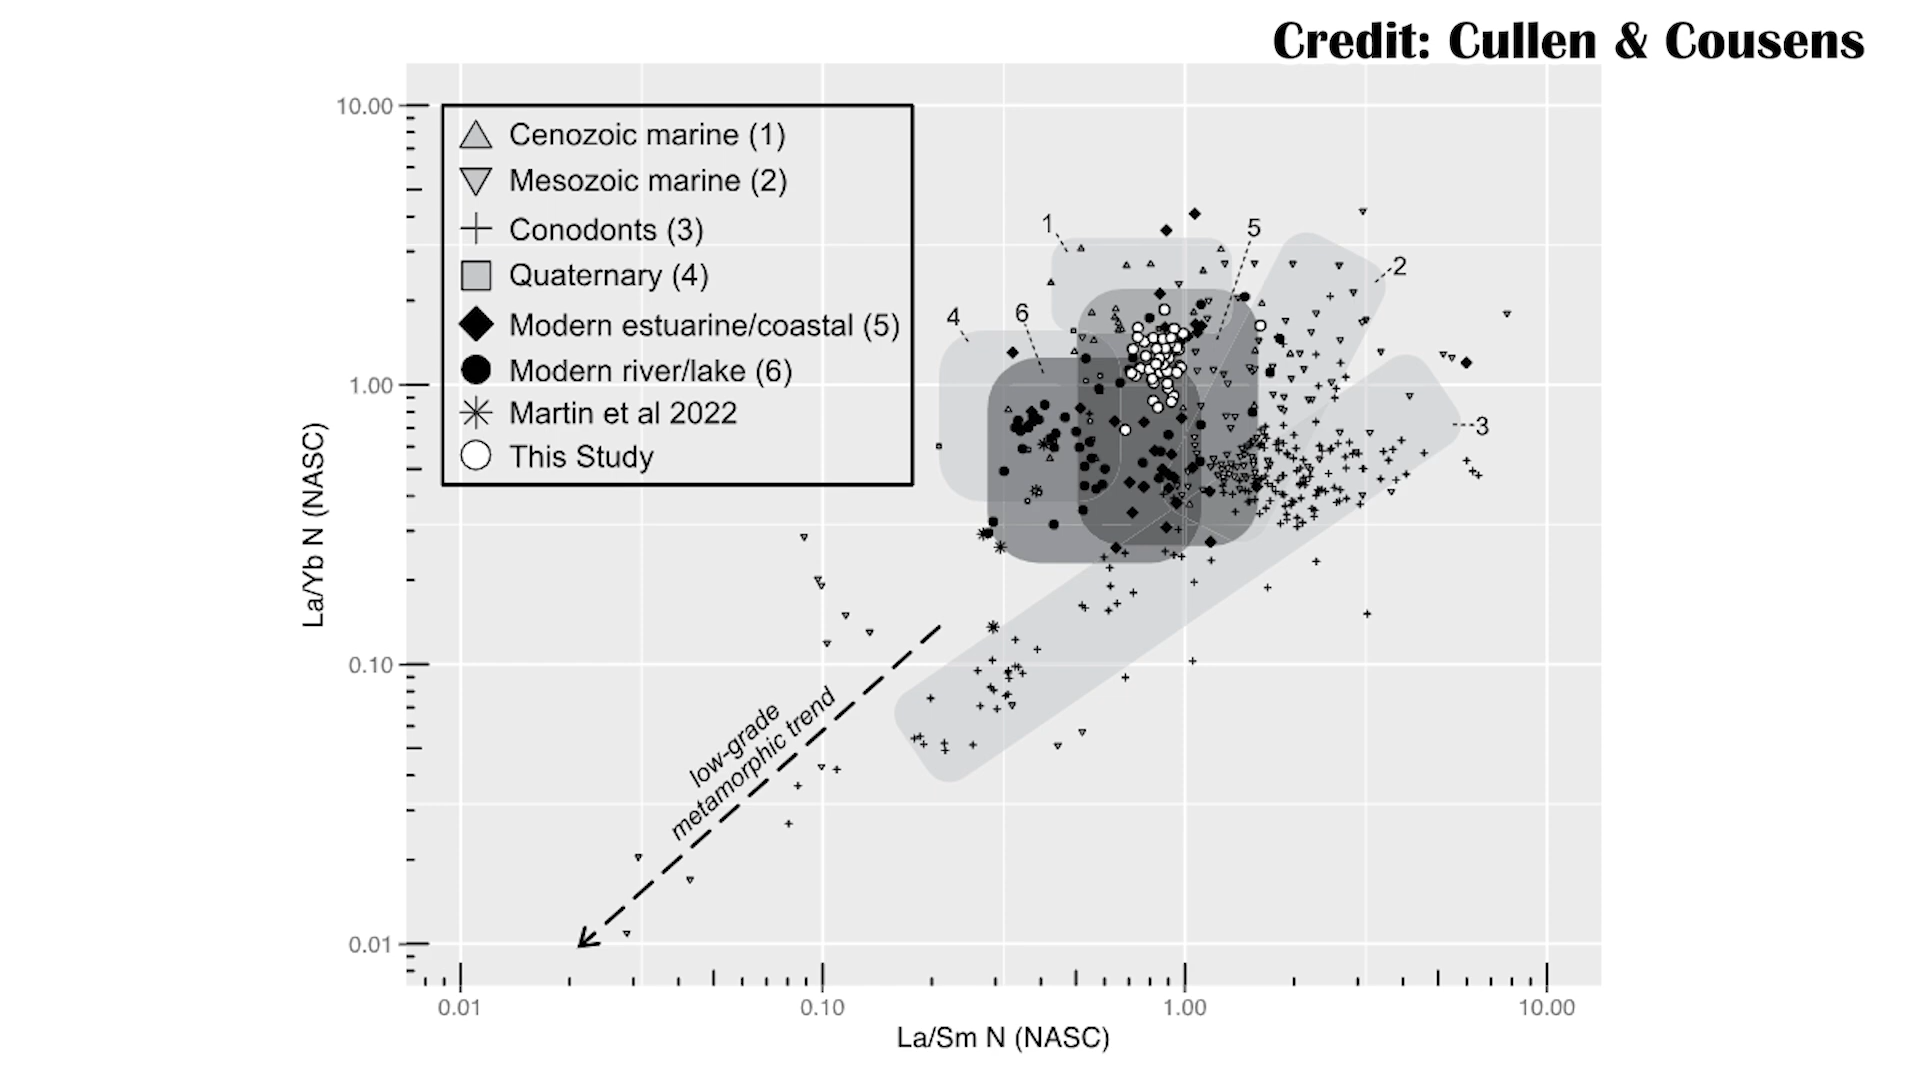 Credit: Cullen & Cousens
10.00
1.00
0.10
0.01
La/Yb N (NASC)
Cenozoic marine (1)
Mesozoic marine (2)
Conodonts (3)
Quaternary (4)
Modern estuarine/coastal (5)
Modern river/lake (6)
Martin et al 2022
This Study
1
5
2
4
6
3
low-grade
metamorphic trend
0.01
0.10
1.00
10.00
La/Sm N (NASC)